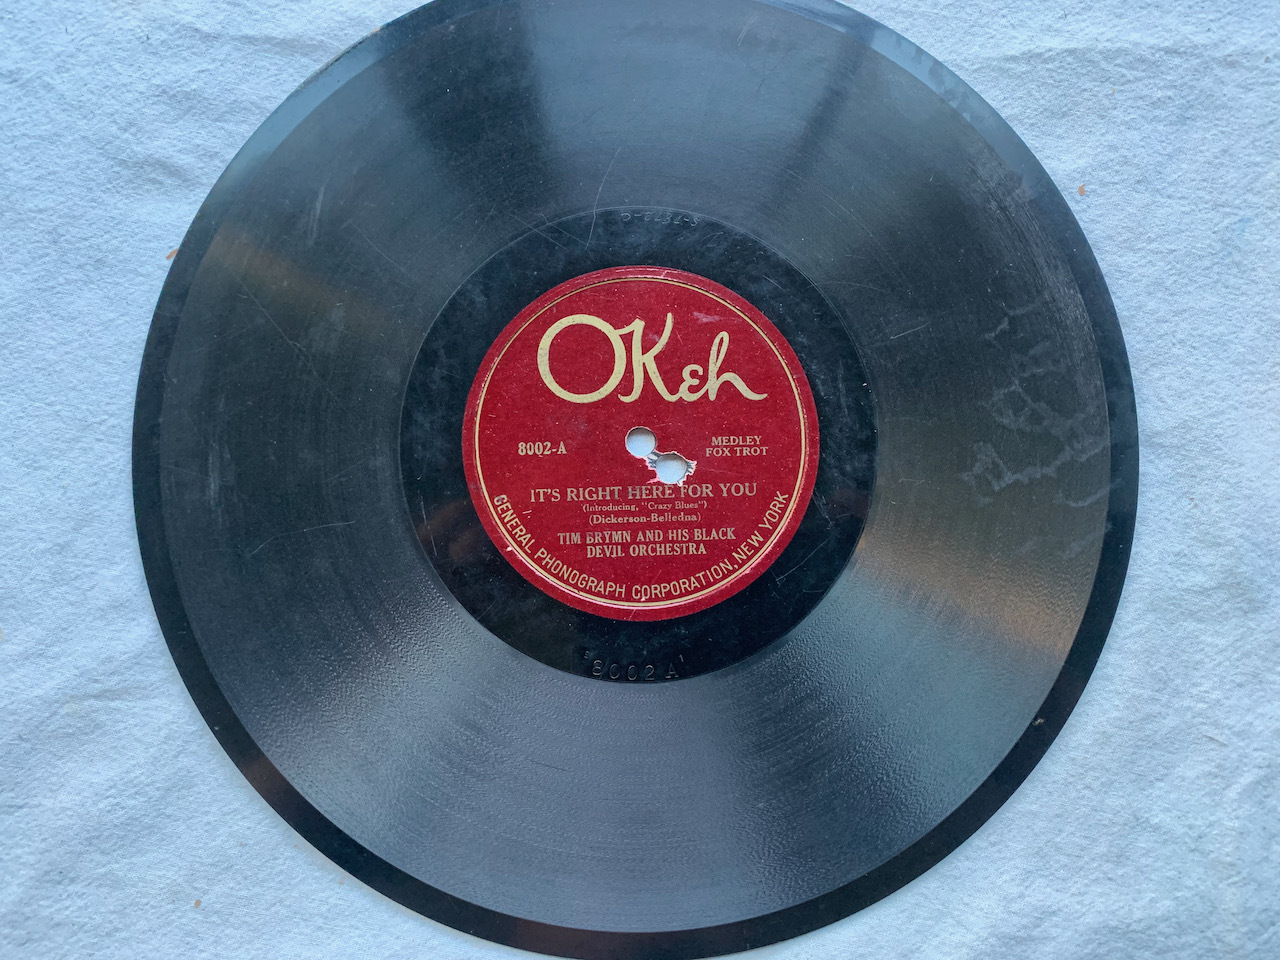 OKeh
8002-A
MEDLEY
FOX TROT
IT'S RIGHT HERE FOR YOU
(Introducing, "Crazy Blues")
(Dickerson-Belledna)
TIM BRYMN AND HIS BLACK
DEVIL ORCHESTRA
GENERAL PHONOGRAPH CORPORATION, NEW YORK
8002 A